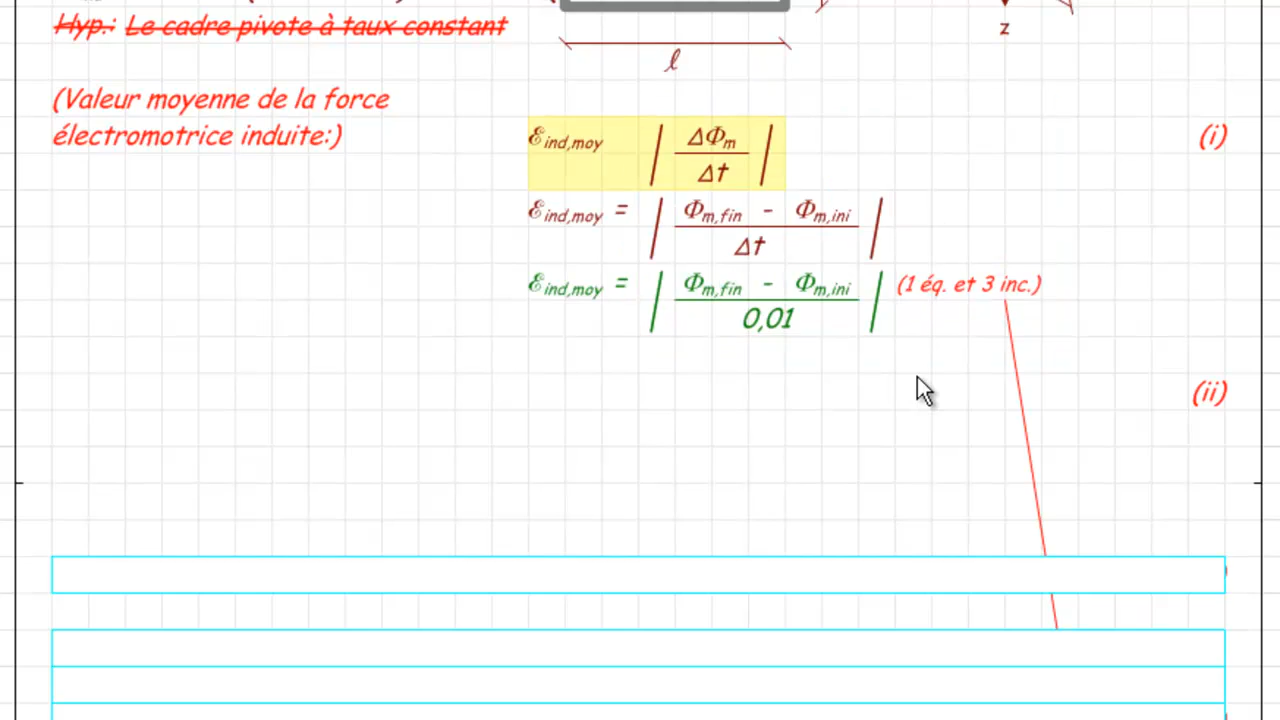 Hyp.: Le cadre pivote à taux constant
z
ℓ
(Valeur moyenne de la force
électromotrice induite:)
ℰind,moy | ΔΦm / Δt | (i)
ℰind,moy = | Φm,fin - Φm,ini / Δt |
ℰind,moy = | Φm,fin - Φm,ini / 0,01 | (1 éq. et 3 inc.)
(ii)